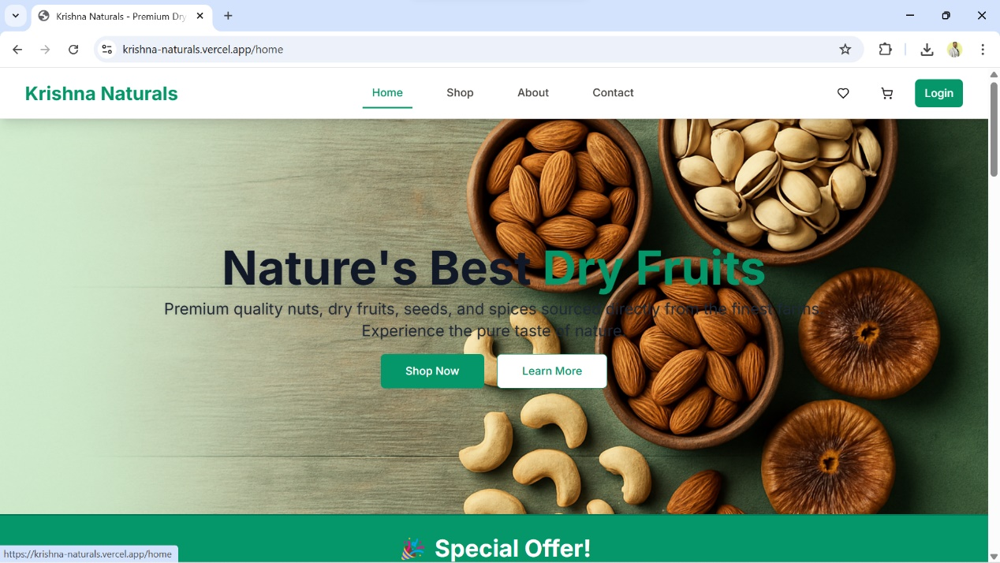 Krishna Naturals - Premium Dry
krishna-naturals.vercel.app/home
Krishna Naturals
Home
Shop
About
Contact
Login
Nature's Best Dry Fruits
Premium quality nuts, dry fruits, seeds, and spices sourced directly from the finest farms.
Experience the pure taste of nature.
Shop Now
Learn More
🎉 Special Offer!
https://krishna-naturals.vercel.app/home